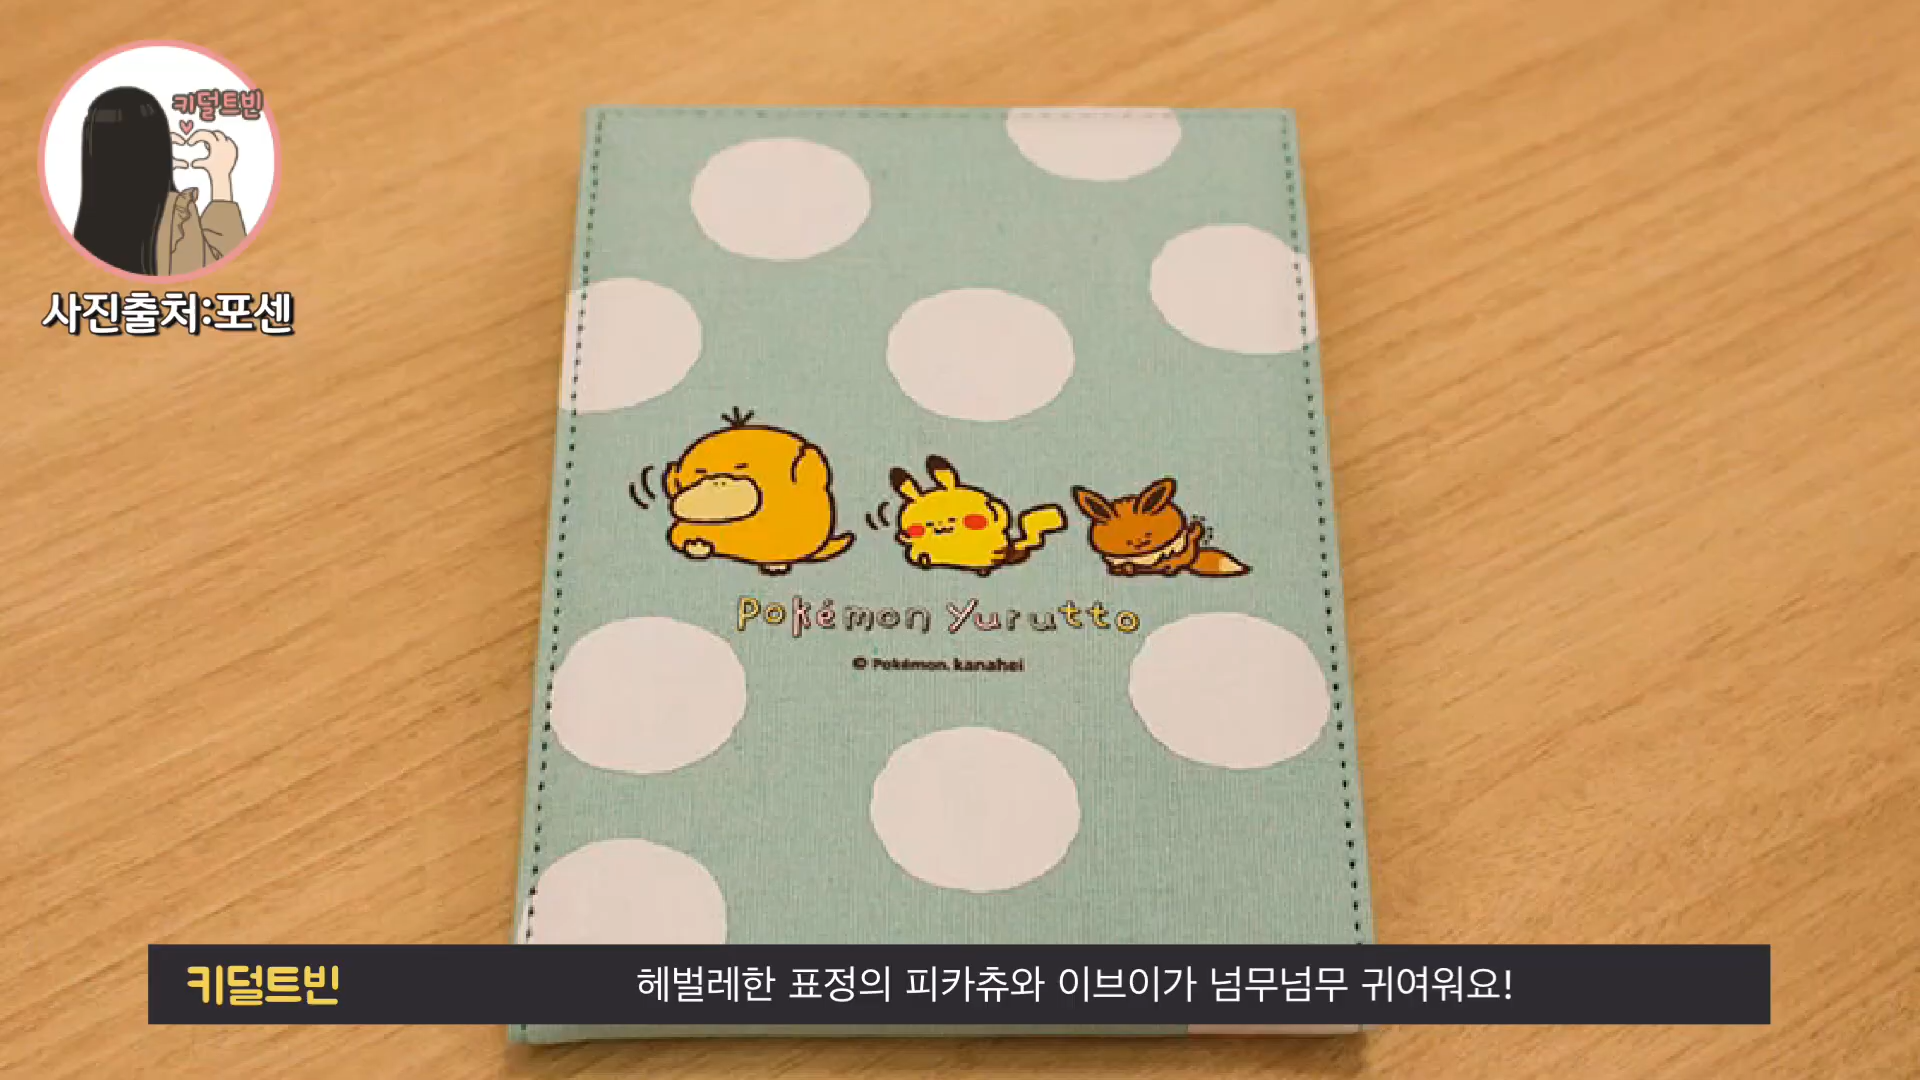 키덜트빈
사진출처:포센
Pokémon Yurutto
© Pokémon. kanahei
키덜트빈
헤벌레한 표정의 피카츄와 이브이가 넘무넘무 귀여워요!